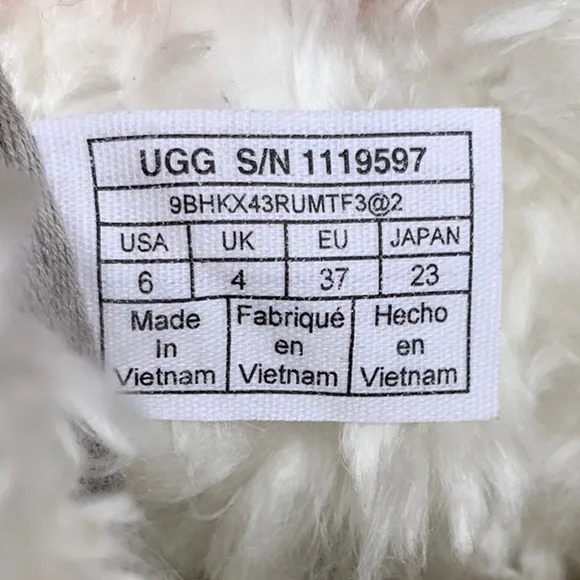 UGG S/N 1119597
9BHKX43RUMTF3@2
USA UK EU JAPAN
6 4 37 23
Made Fabriqué Hecho
in en en
Vietnam Vietnam Vietnam